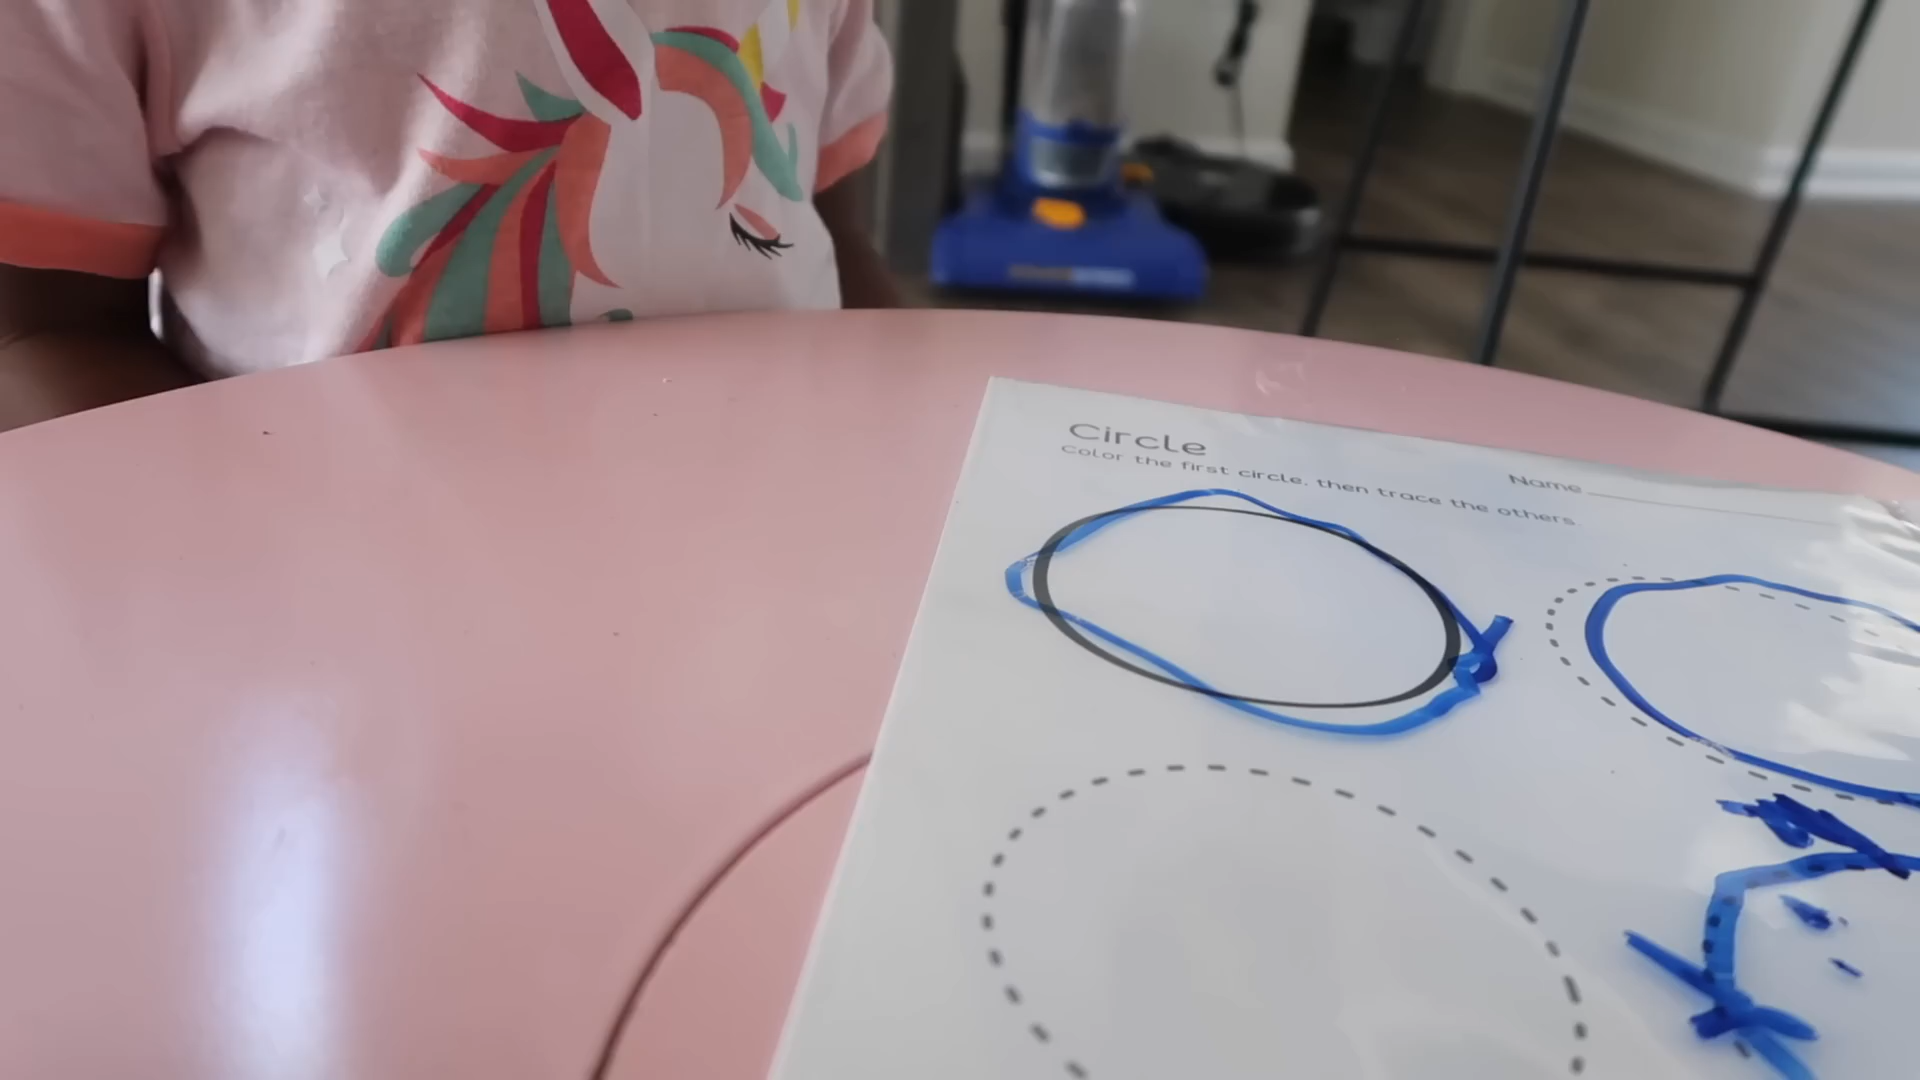 Circle
Color the first circle, then trace the others.
Name